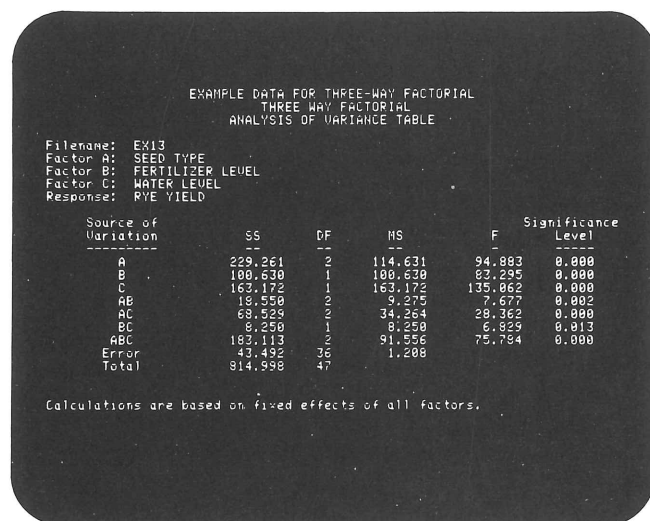 EXAMPLE DATA FOR THREE-WAY FACTORIAL
THREE WAY FACTORIAL
ANALYSIS OF VARIANCE TABLE
Filename: EX13
Factor A: SEED TYPE
Factor B: FERTILIZER LEVEL
Factor C: WATER LEVEL
Response: RYE YIELD
Source of Significance
Variation SS DF MS F Level
A 229.261 2 114.631 94.883 0.000
B 100.630 1 100.630 83.295 0.000
C 163.172 1 163.172 135.062 0.000
AB 18.550 2 9.275 7.677 0.002
AC 68.529 2 34.264 28.362 0.000
BC 8.250 1 8.250 6.829 0.013
ABC 183.113 2 91.556 75.784 0.000
Error 43.492 36 1.208
Total 814.998 47
Calculations are based on fixed effects of all factors.